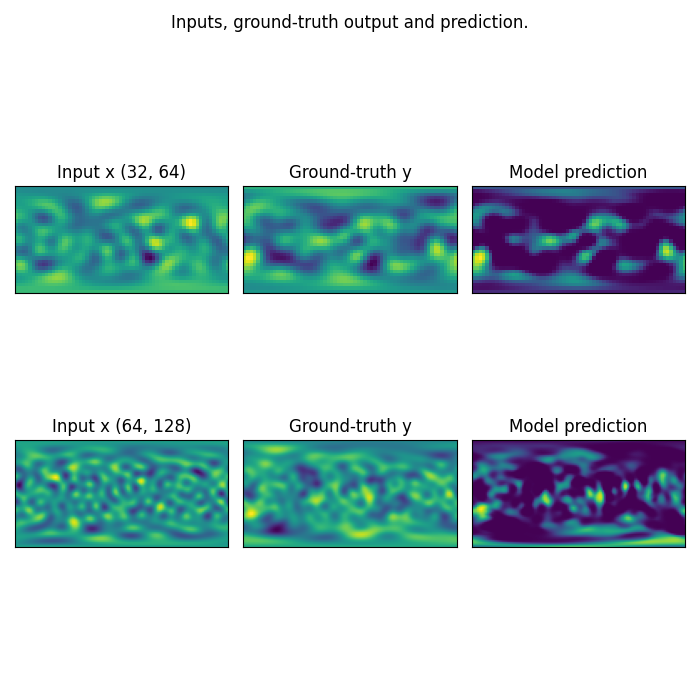 Inputs, ground-truth output and prediction.
Input x (32, 64)
Ground-truth y
Model prediction
Input x (64, 128)
Ground-truth y
Model prediction